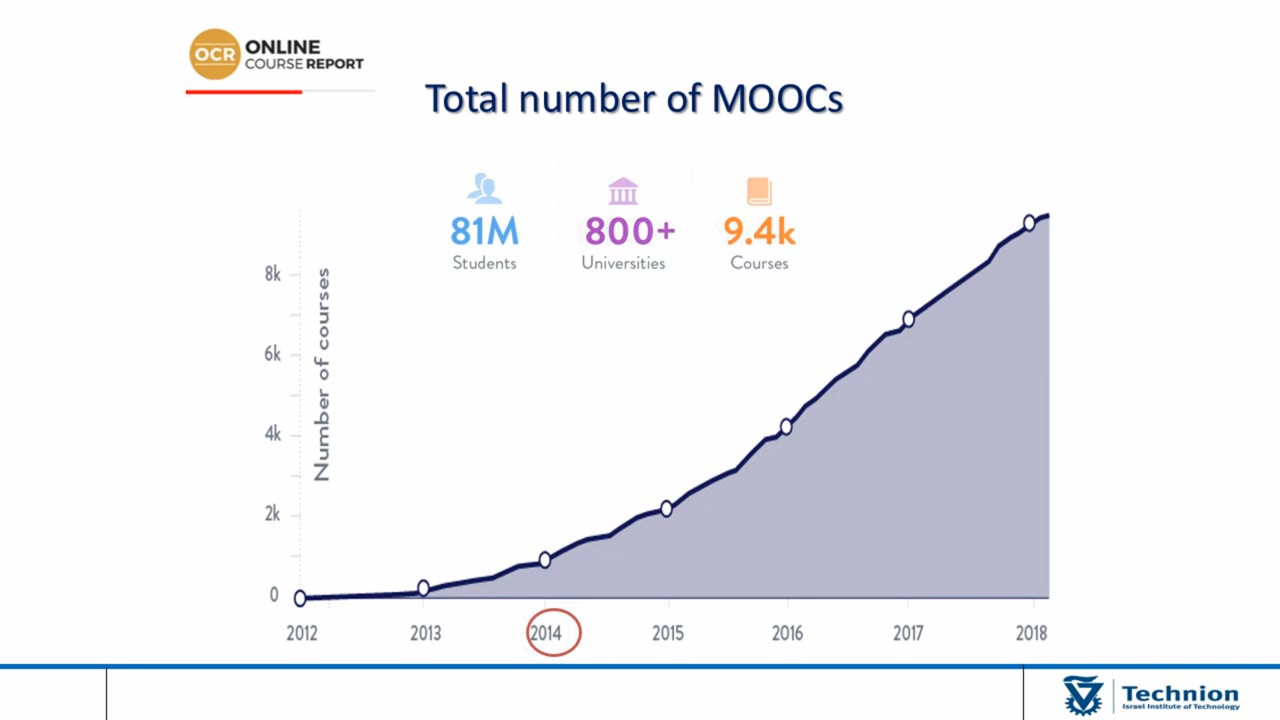 OCR ONLINE
COURSE REPORT
Total number of MOOCs
81M
Students
800+
Universities
9.4k
Courses
Number of courses
8k
6k
4k
2k
0
2012 2013 2014 2015 2016 2017 2018
Technion
Israel Institute of Technology